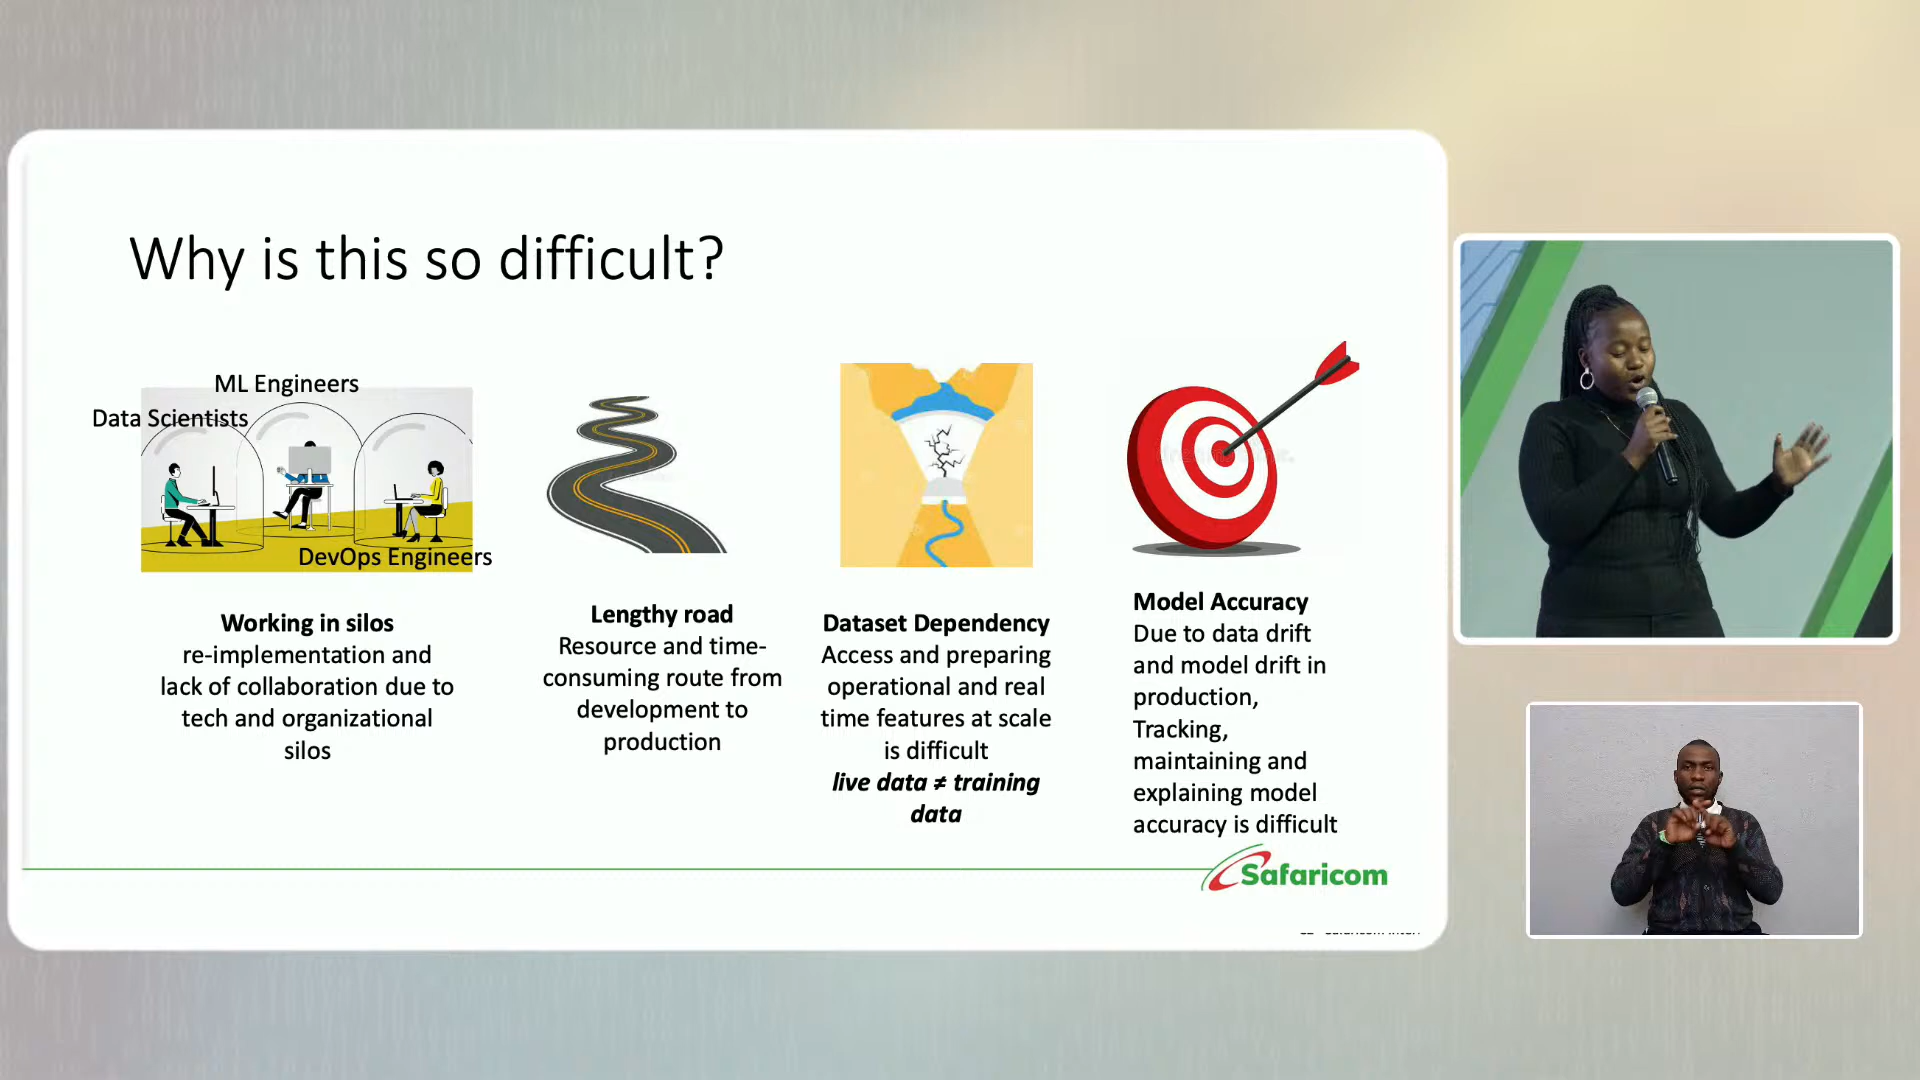 Why is this so difficult?
ML Engineers
Data Scientists
DevOps Engineers
Working in silos
re-implementation and
lack of collaboration due to
tech and organizational
silos
Lengthy road
Resource and time-
consuming route from
development to
production
Dataset Dependency
Access and preparing
operational and real
time features at scale
is difficult
live data ≠ training
data
Model Accuracy
Due to data drift
and model drift in
production,
Tracking,
maintaining and
explaining model
accuracy is difficult
Safaricom